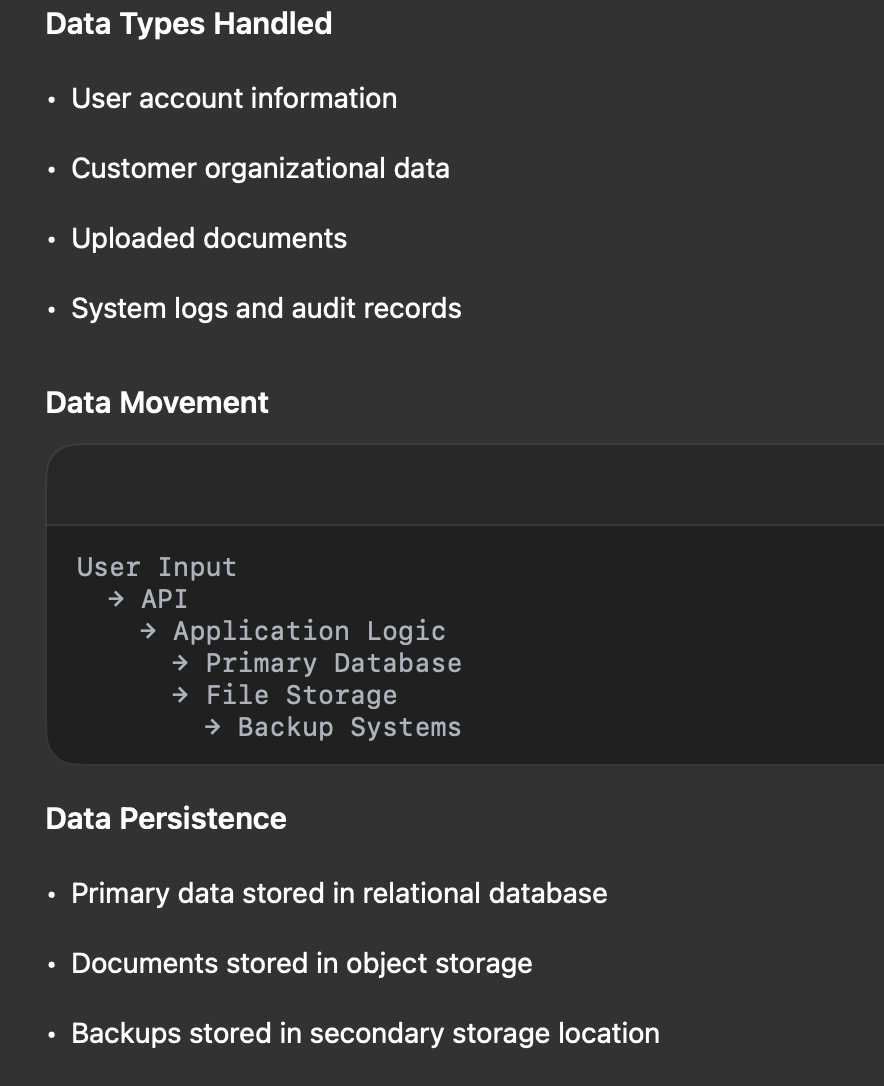 Data Types Handled
• User account information
• Customer organizational data
• Uploaded documents
• System logs and audit records
Data Movement
User Input
→ API
→ Application Logic
→ Primary Database
→ File Storage
→ Backup Systems
Data Persistence
• Primary data stored in relational database
• Documents stored in object storage
• Backups stored in secondary storage location